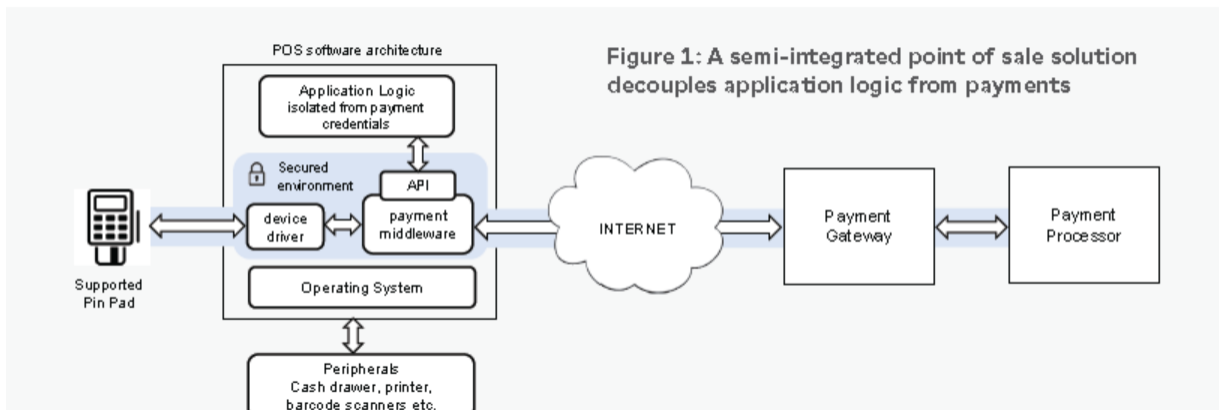 POS software architecture
Figure 1: A semi-integrated point of sale solution
decouples application logic from payments
Application Logic
isolated from payment
credentials
Secured
environment
API
device
driver
payment
middleware
INTERNET
Payment
Gateway
Payment
Processor
Supported
Pin Pad
Operating System
Peripherals
Cash drawer, printer,
barcode scanners etc.